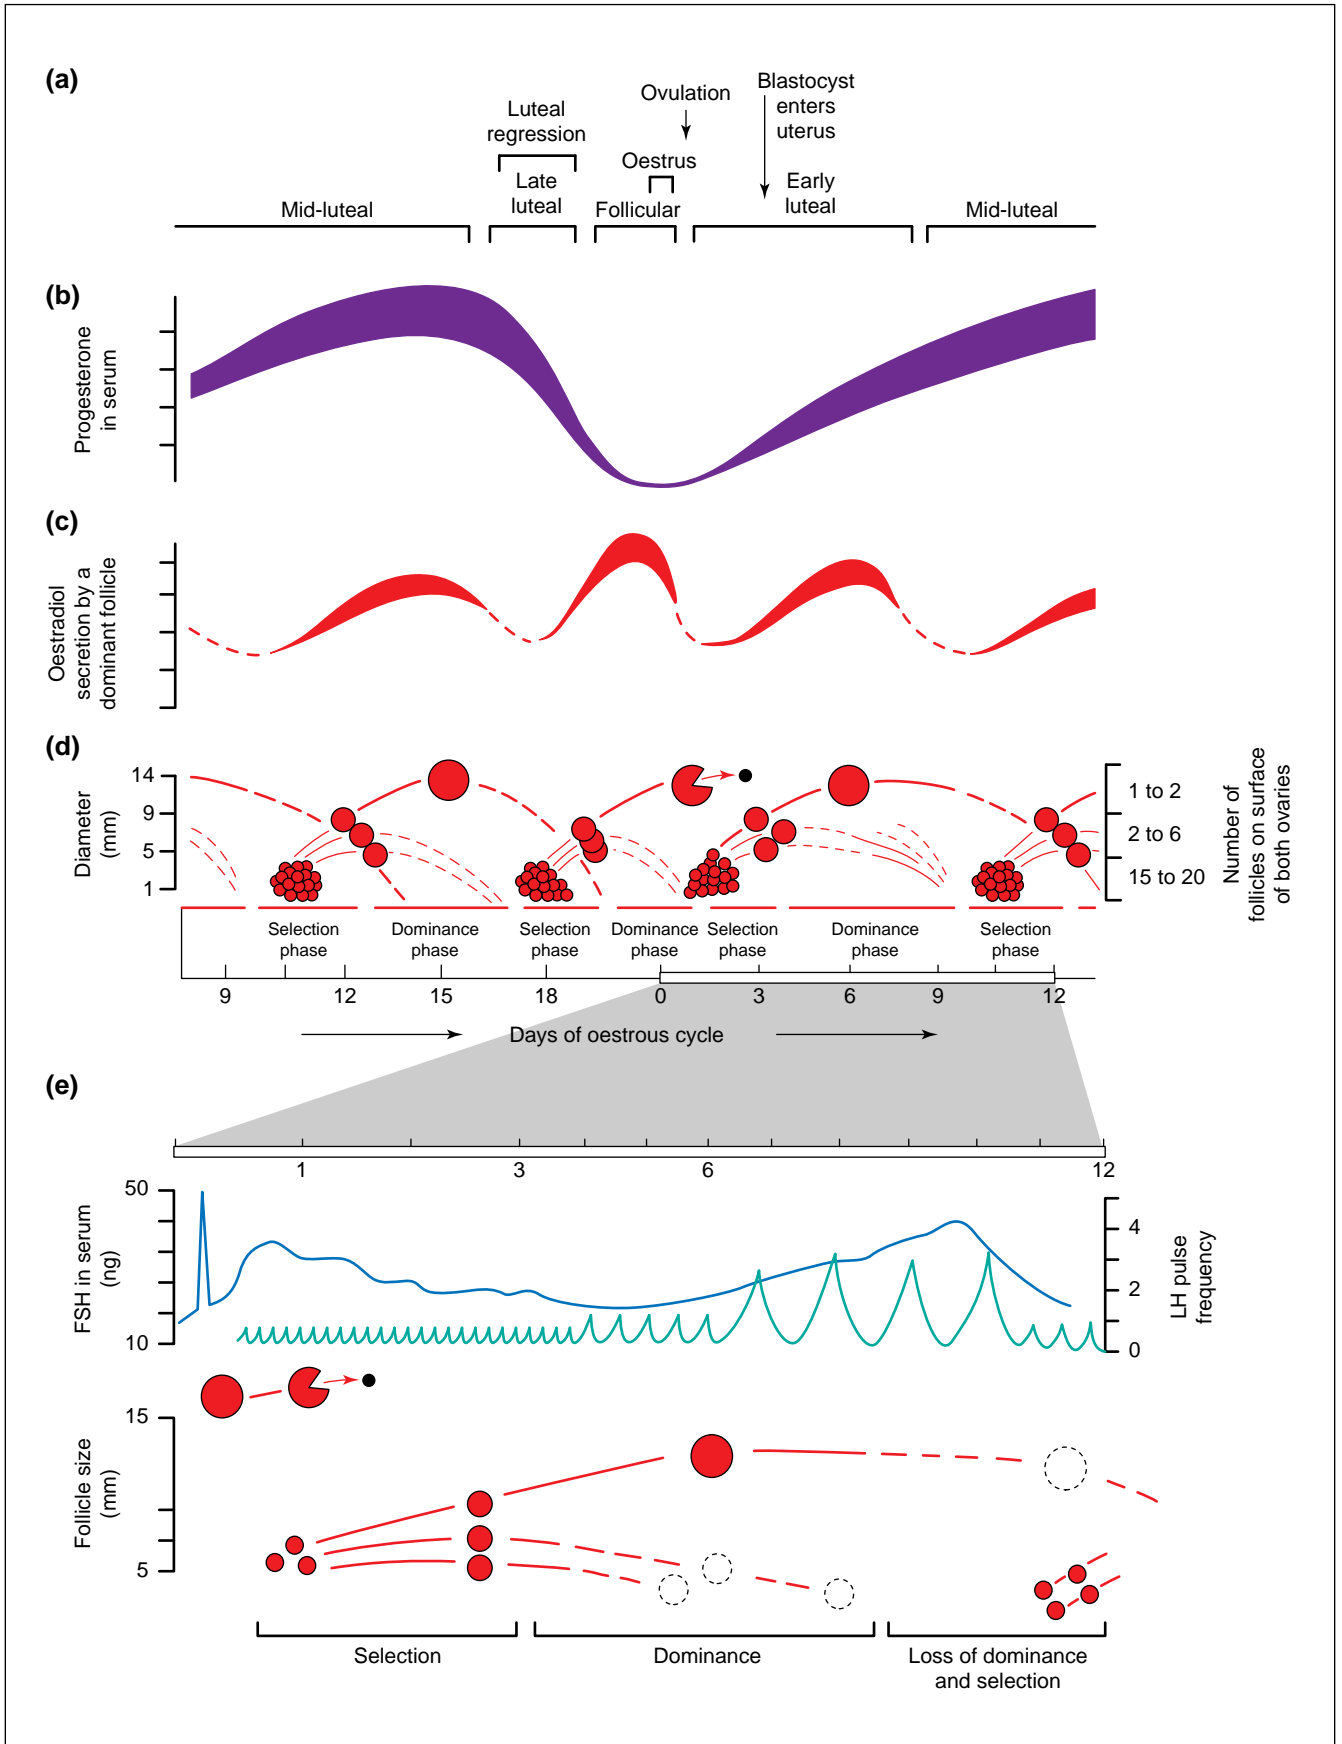 (a)
Ovulation
Blastocyst
enters
uterus
Luteal
regression
Oestrus
Late
luteal
Early
luteal
Mid-luteal
Follicular
Mid-luteal
(b)
Progesterone
in serum
(c)
Oestradiol
secretion by a
dominant follicle
(d)
Diameter
(mm)
14
9
5
1
1 to 2
2 to 6
15 to 20
Number of
follicles on surface
of both ovaries
Selection
phase
Dominance
phase
Selection
phase
Dominance
phase
Selection
phase
Dominance
phase
Selection
phase
9 12 15 18 0 3 6 9 12
Days of oestrous cycle
(e)
1 3 6 12
FSH in serum
(ng)
50
10
4
2
0
LH pulse
frequency
Follicle size
(mm)
15
5
Selection
Dominance
Loss of dominance
and selection